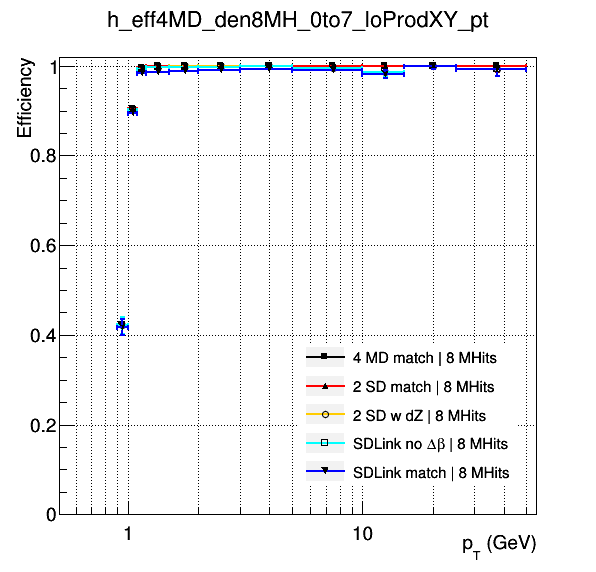 h_eff4MD_den8MH_0to7_loProdXY_pt
Efficiency
1
0.8
0.6
0.4
0.2
0
4 MD match | 8 MHits
2 SD match | 8 MHits
2 SD w dZ | 8 MHits
SDLink no Δβ | 8 MHits
SDLink match | 8 MHits
1 10
p_T (GeV)